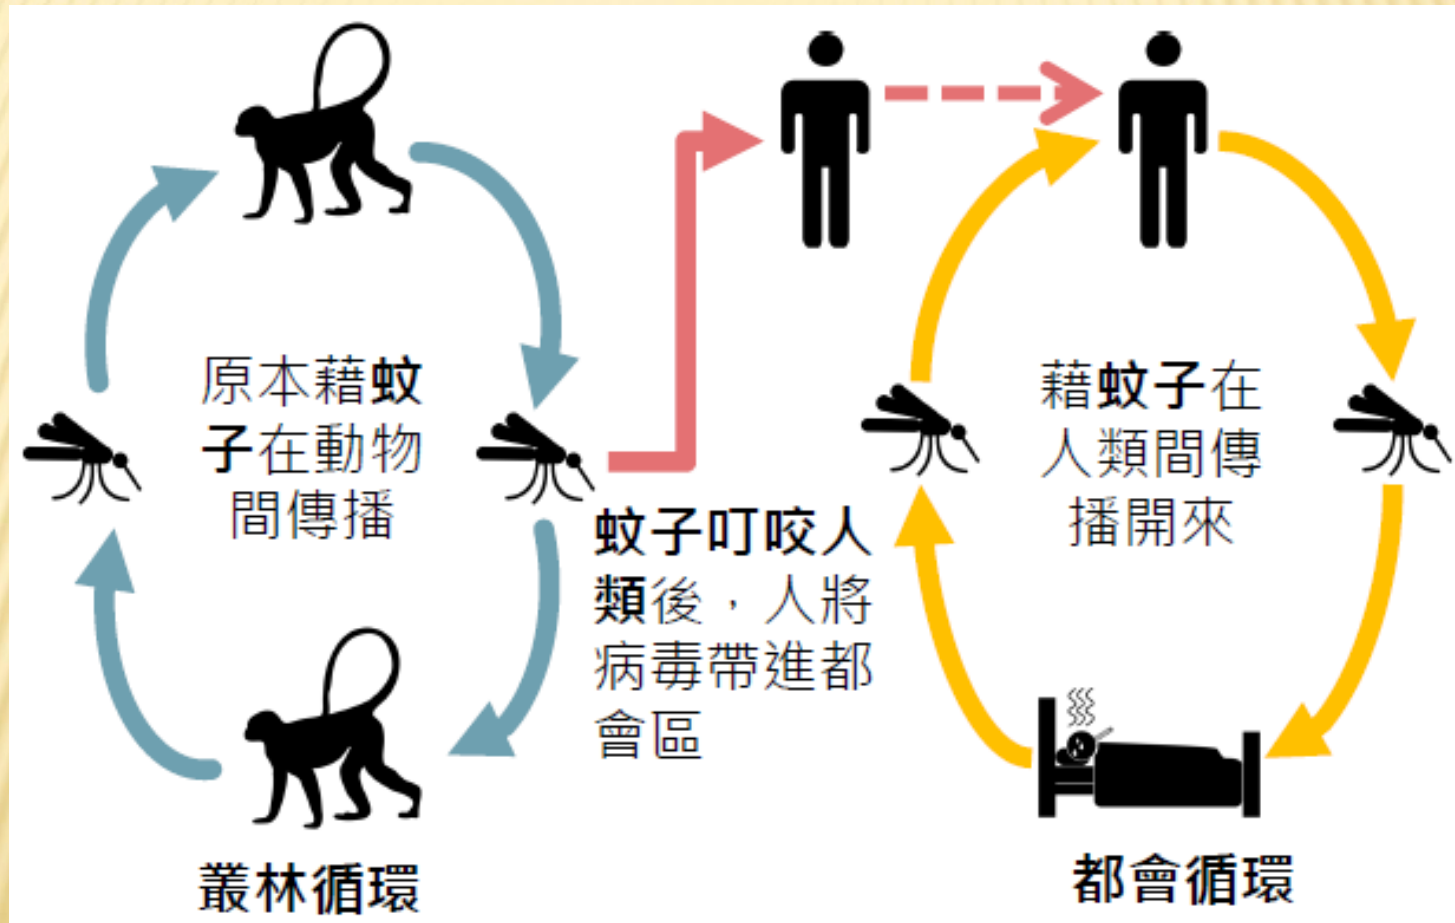 原本藉蚊
子在動物
間傳播
蚊子叮咬人
類後，人將
病毒帶進都
會區
藉蚊子在
人類間傳
播開來
叢林循環
都會循環